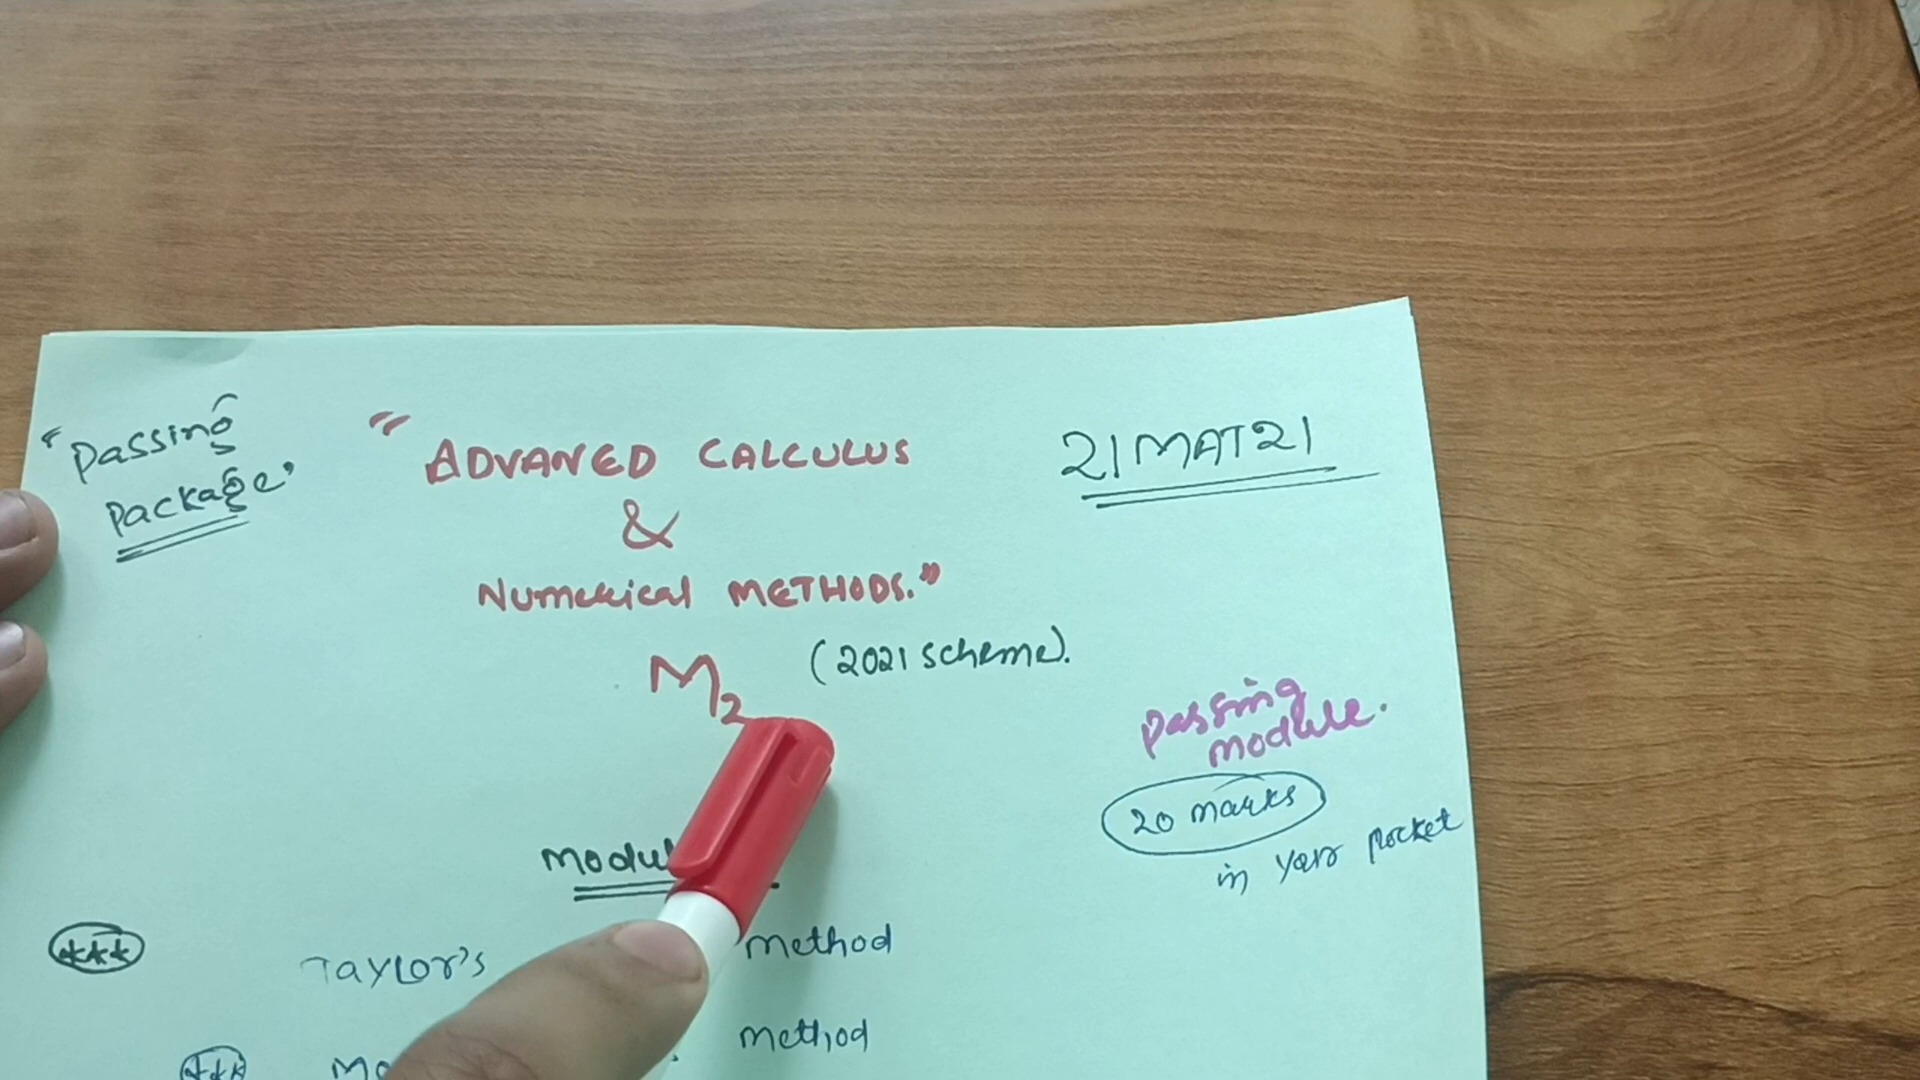 "Passing
Package"
"ADVANED CALCULUS
&
Numerical METHODS."
21MAT21
M2
(2021 scheme).
passing
module.
20 marks
in your pocket
***
Taylor's method
***
method